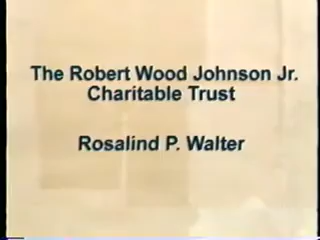 The Robert Wood Johnson Jr.
Charitable Trust
Rosalind P. Walter